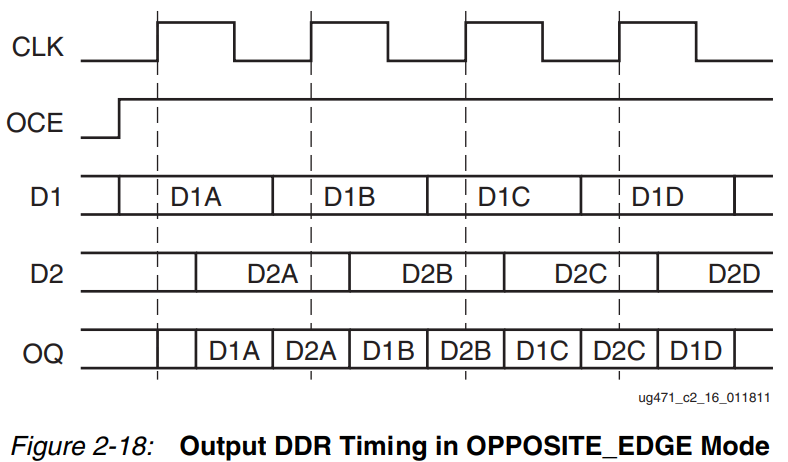 CLK
OCE
D1 D1A D1B D1C D1D
D2 D2A D2B D2C D2D
OQ D1A D2A D1B D2B D1C D2C D1D
ug471_c2_16_011811
Figure 2-18: Output DDR Timing in OPPOSITE_EDGE Mode